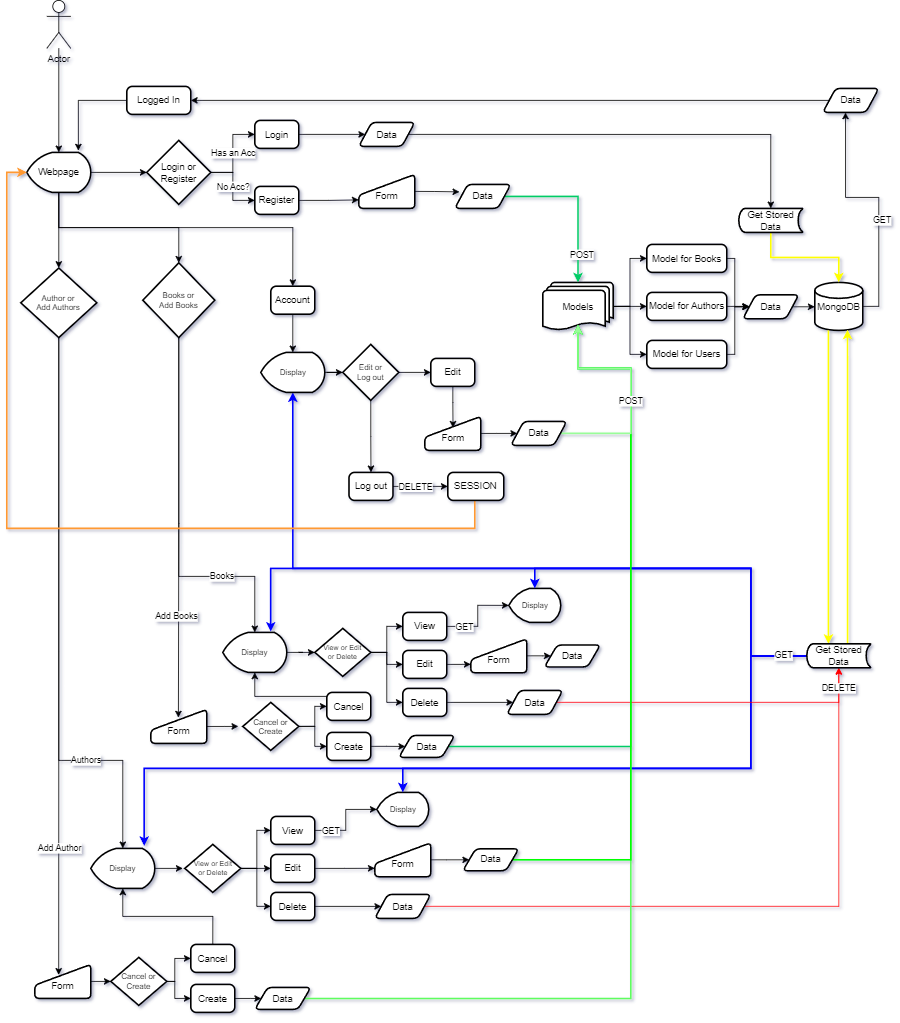 Actor
Logged In
Data
Webpage
Login or
Register
Has an Acc
Login
Data
No Acc?
Register
Form
Data
Get Stored
Data
GET
POST
Author or
Add Authors
Books or
Add Books
Account
Models
Model for Books
Model for Authors
Model for Users
Data
MongoDB
Display
Edit or
Log out
Edit
POST
Form
Data
Log out
DELETE
SESSION
Books
Add Books
Display
View or Edit
or Delete
View
GET
Display
Edit
Form
Data
Delete
Data
GET
Get Stored
Data
DELETE
Form
Cancel or
Create
Cancel
Create
Data
Authors
Add Author
Display
View or Edit
or Delete
View
GET
Display
Edit
Form
Data
Delete
Data
Form
Cancel or
Create
Cancel
Create
Data